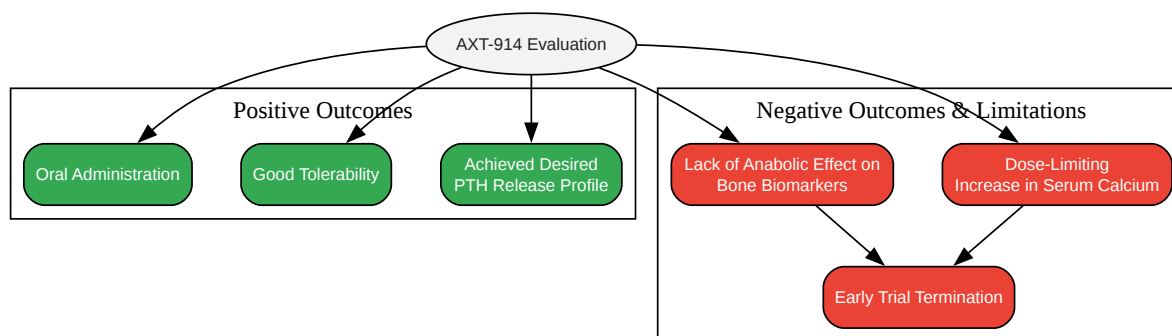 AXT-914 Evaluation
Positive Outcomes
Negative Outcomes & Limitations
Oral Administration
Good Tolerability
Achieved Desired
PTH Release Profile
Lack of Anabolic Effect on
Bone Biomarkers
Dose-Limiting
Increase in Serum Calcium
Early Trial Termination